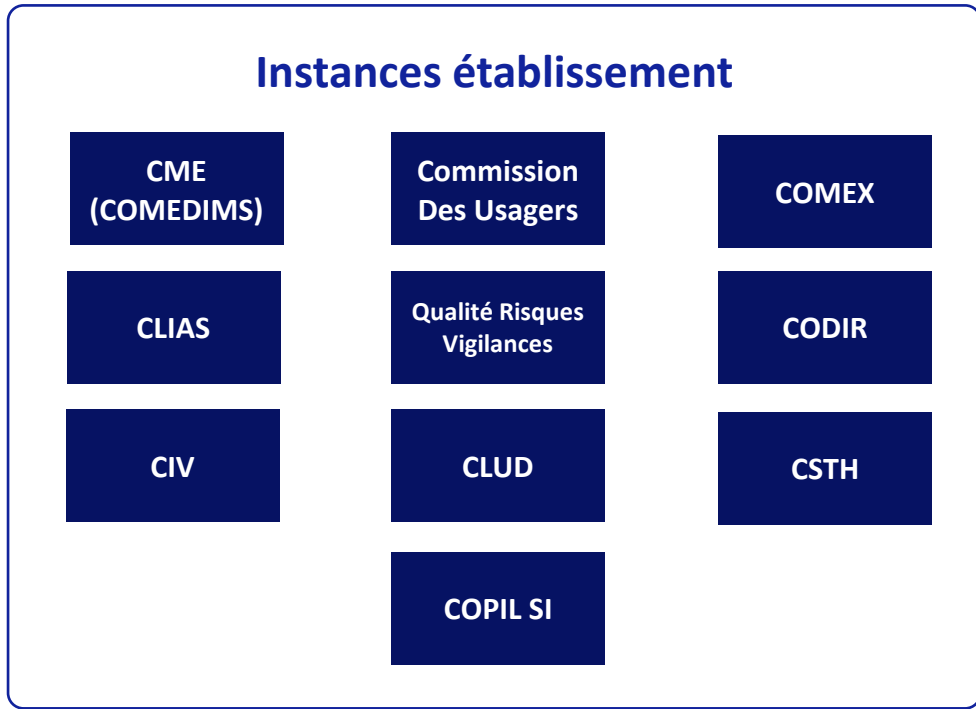 Instances établissement
CME
(COMEDIMS)
Commission
Des Usagers
COMEX
CLIAS
Qualité Risques
Vigilances
CODIR
CIV
CLUD
CSTH
COPIL SI